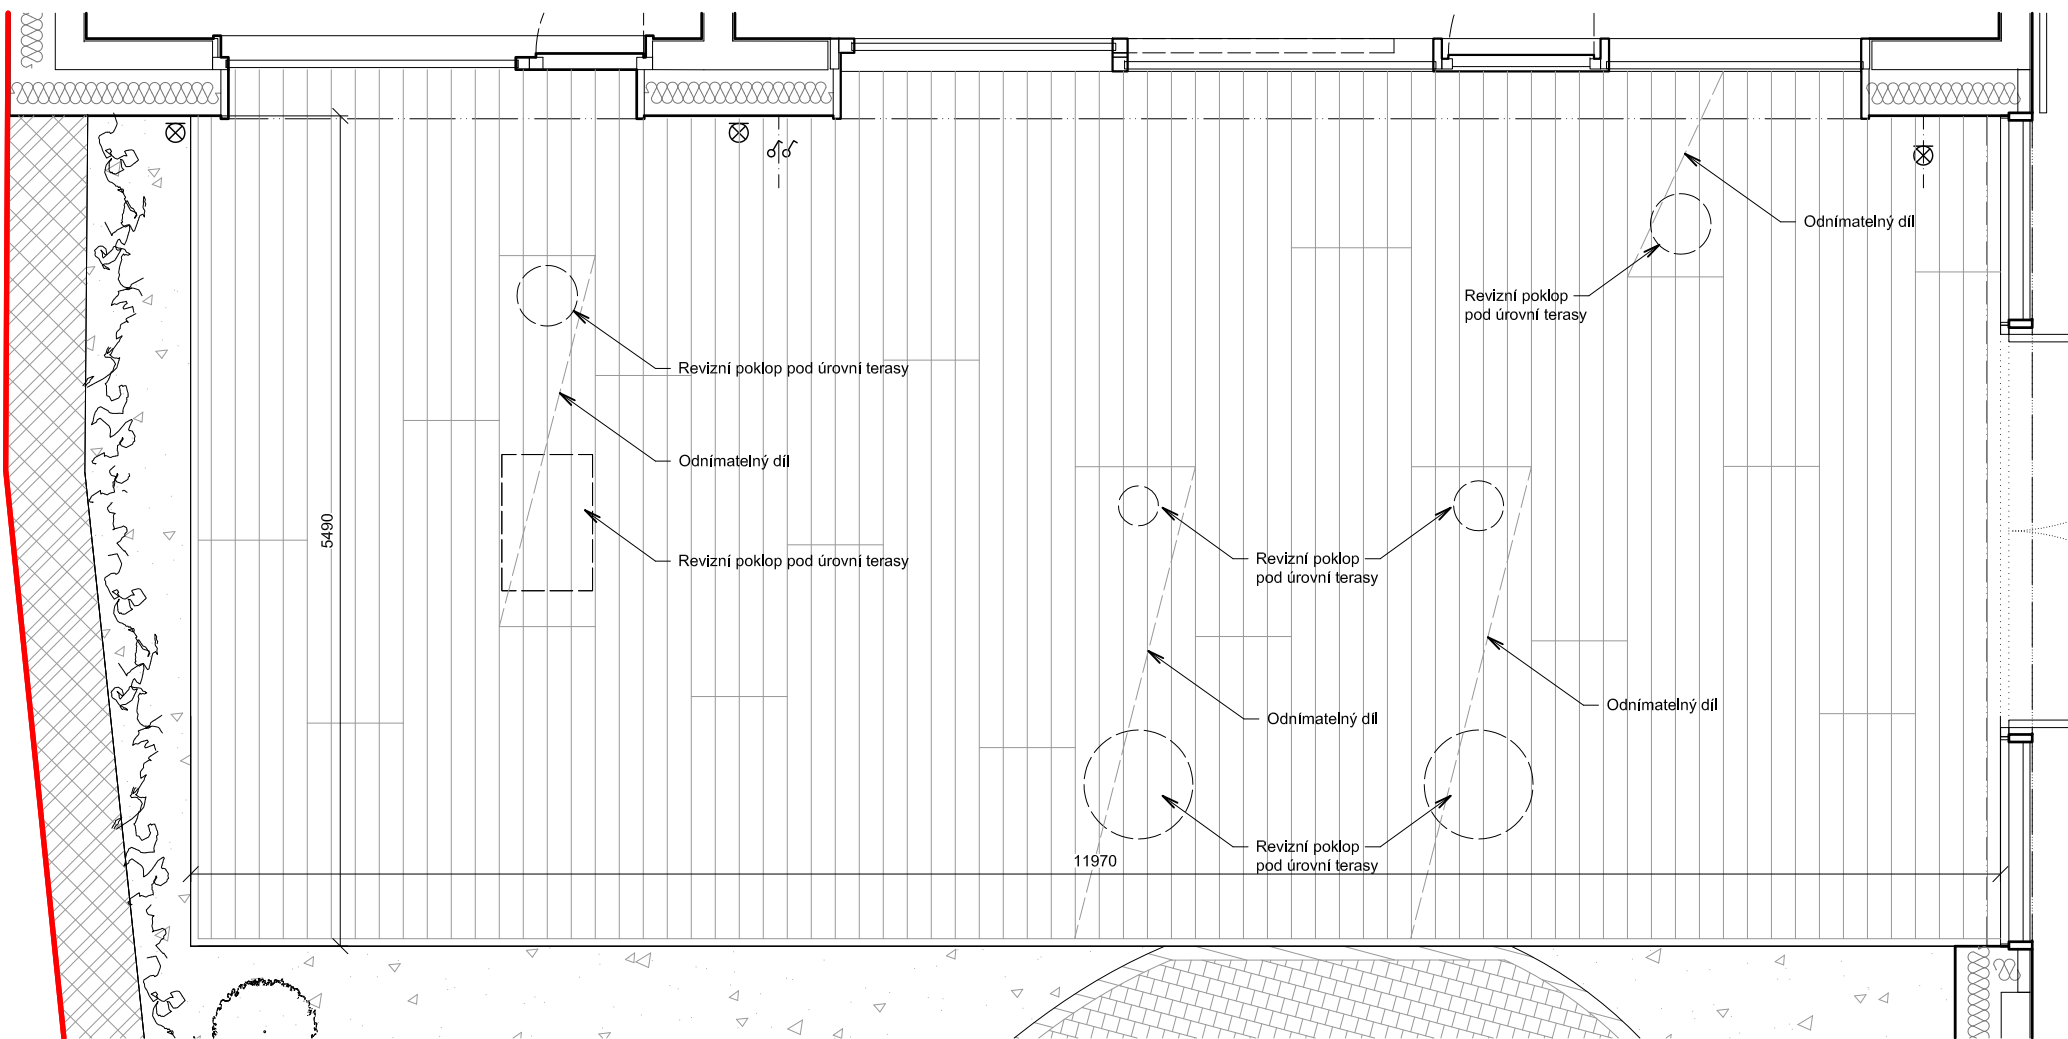 Odnímatelný díl
Revizní poklop
pod úrovní terasy
Revizní poklop pod úrovní terasy
Odnímatelný díl
5490
Revizní poklop pod úrovní terasy
Revizní poklop
pod úrovní terasy
Odnímatelný díl
Odnímatelný díl
Revizní poklop
pod úrovní terasy
11970